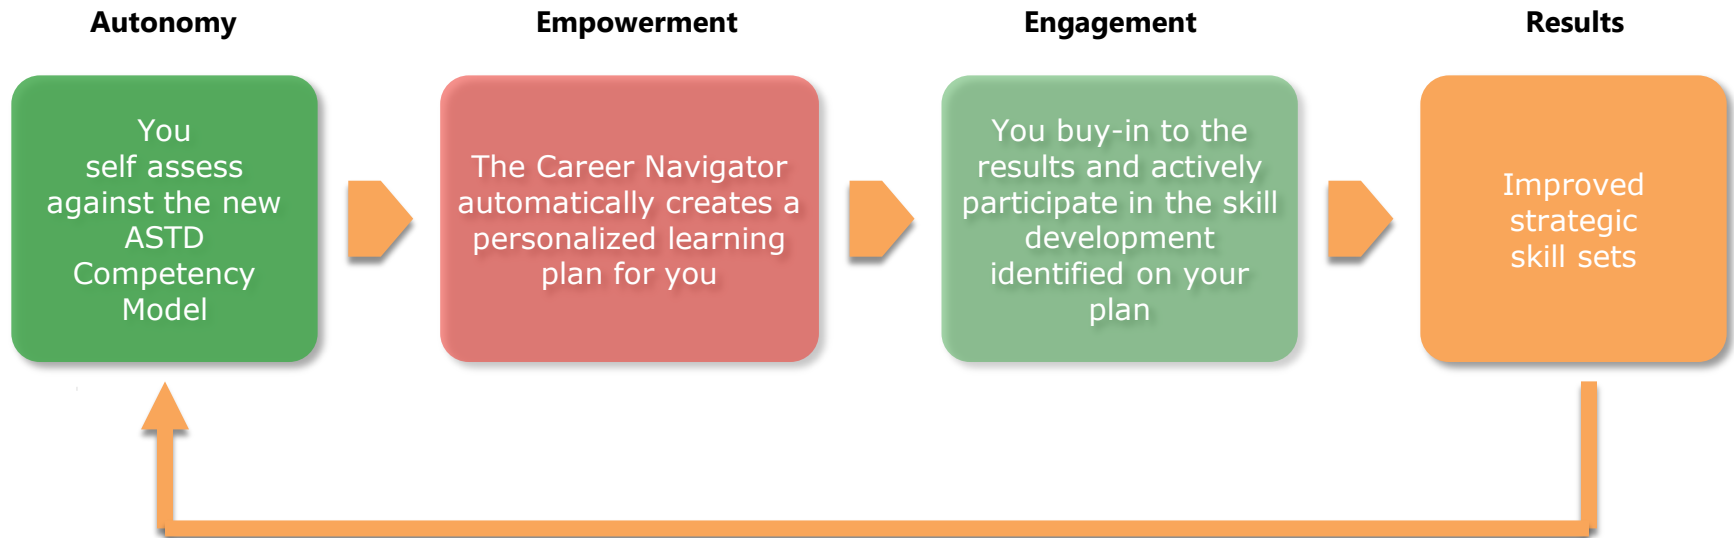 Autonomy
Empowerment
Engagement
Results
You
self assess
against the new
ASTD
Competency
Model
The Career Navigator
automatically creates a
personalized learning
plan for you
You buy-in to the
results and actively
participate in the skill
development
identified on your
plan
Improved
strategic
skill sets